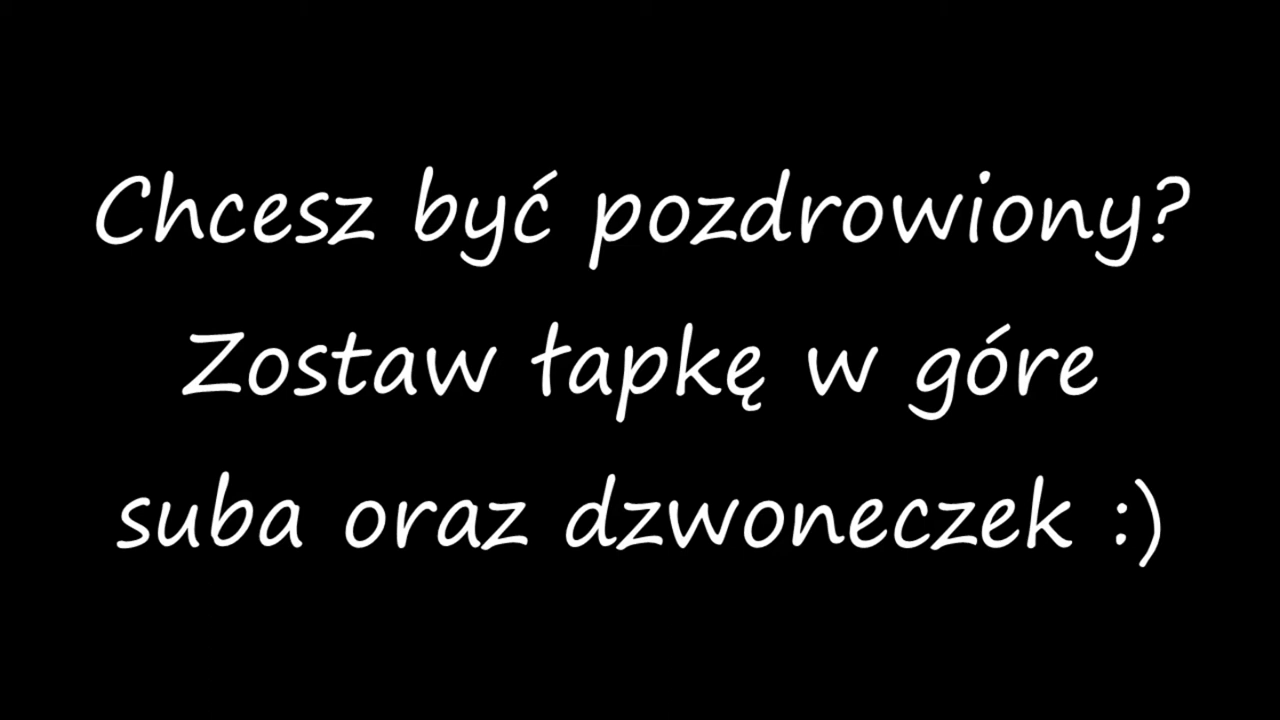 Chcesz być pozdrowiony?
Zostaw łapkę w góre
suba oraz dzwoneczek :)